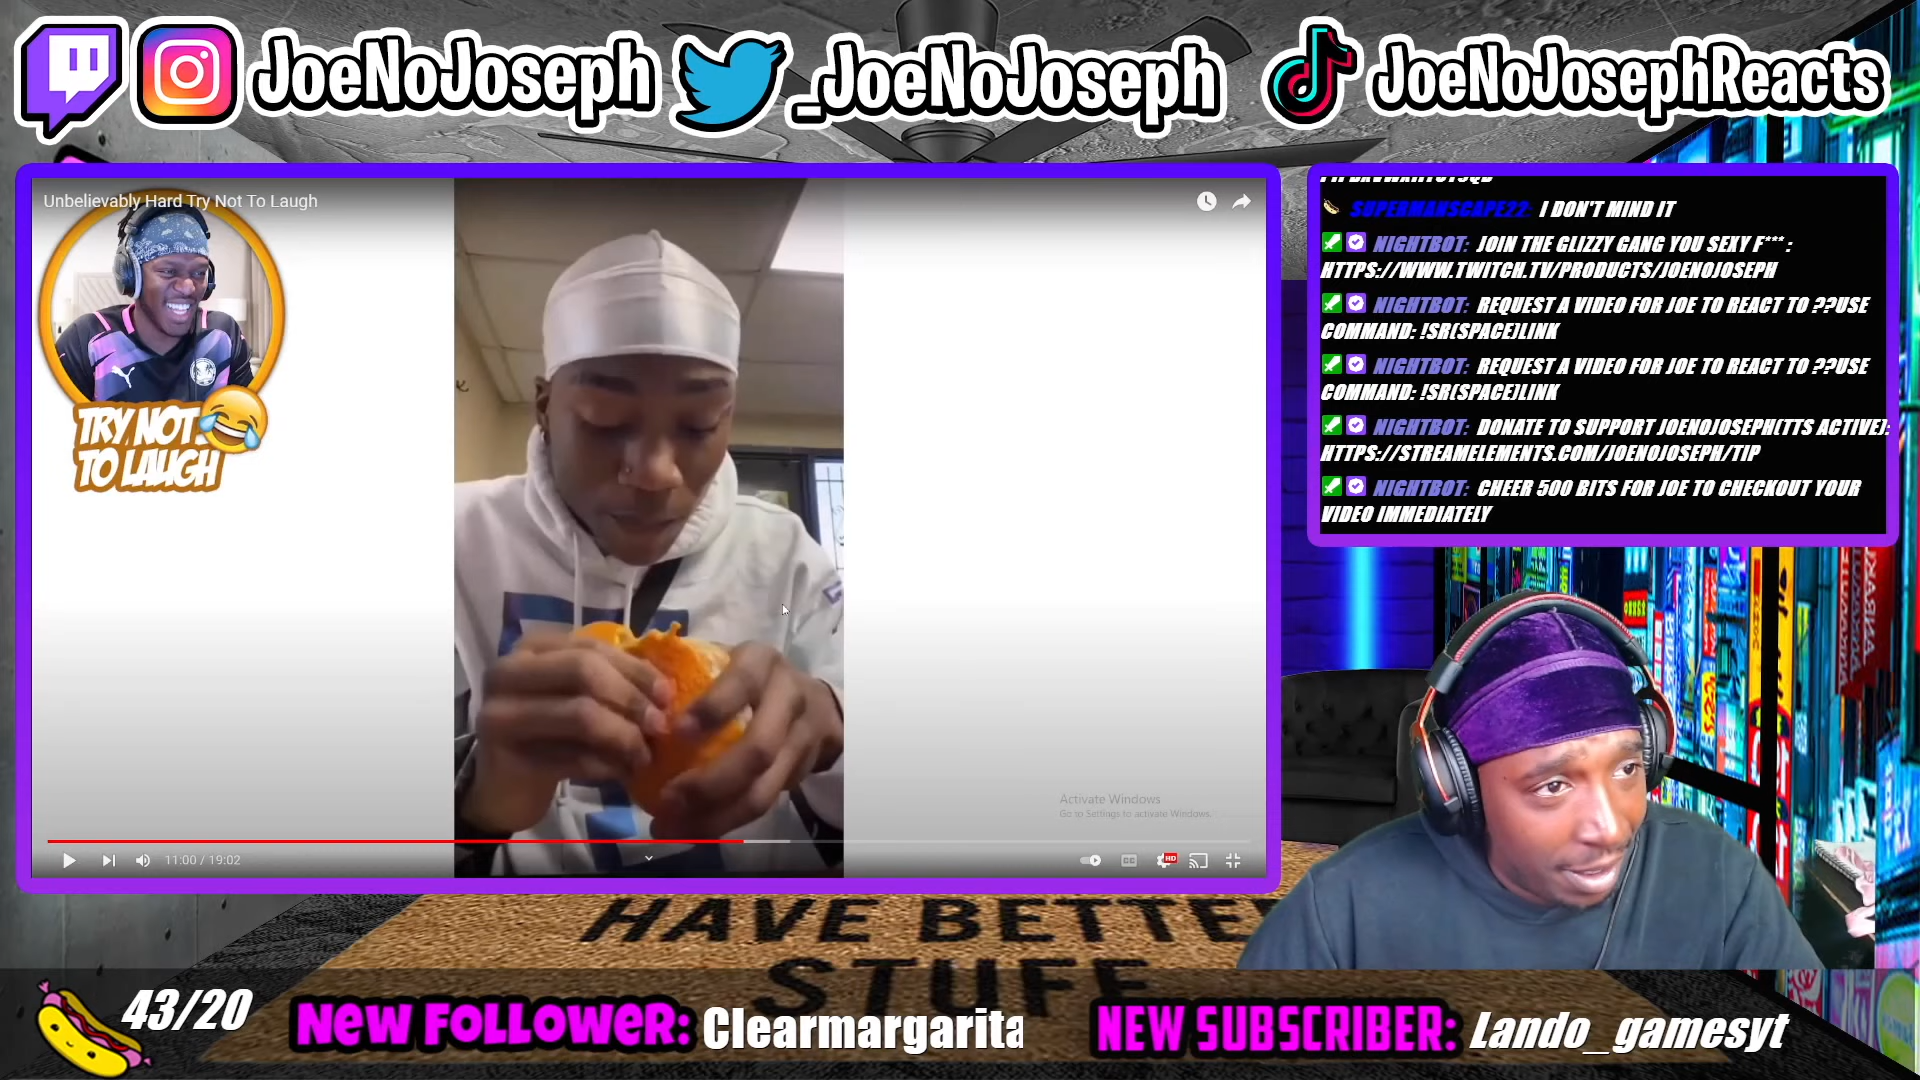 JoeNoJoseph
_JoeNoJoseph
JoeNoJosephReacts
Unbelievably Hard Try Not To Laugh
TRY NOT
TO LAUGH
SUPERMANSCAPE22: I DON'T MIND IT
NIGHTBOT: JOIN THE GLIZZY GANG YOU SEXY F*** :
HTTPS://WWW.TWITCH.TV/PRODUCTS/JOENOJOSEPH
NIGHTBOT: REQUEST A VIDEO FOR JOE TO REACT TO ??USE
COMMAND: !SR(SPACE)LINK
NIGHTBOT: REQUEST A VIDEO FOR JOE TO REACT TO ??USE
COMMAND: !SR(SPACE)LINK
NIGHTBOT: DONATE TO SUPPORT JOENOJOSEPH(TTS ACTIVE):
HTTPS://STREAMELEMENTS.COM/JOENOJOSEPH/TIP
NIGHTBOT: CHEER 500 BITS FOR JOE TO CHECKOUT YOUR
VIDEO IMMEDIATELY
Activate Windows
Go to Settings to activate Windows.
11:00 / 19:02
CC
HD
HAVE BETTE
STUFF
43/20
NEW FOLLOWER: Clearmargarita
NEW SUBSCRIBER: Lando_gamesyt